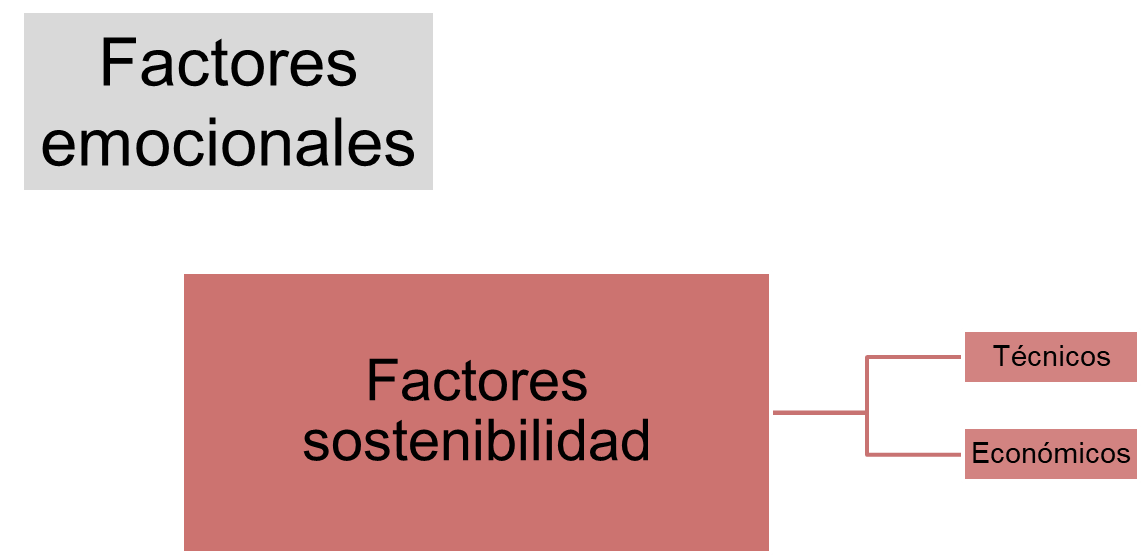 Factores
emocionales
Factores
sostenibilidad
Técnicos
Económicos